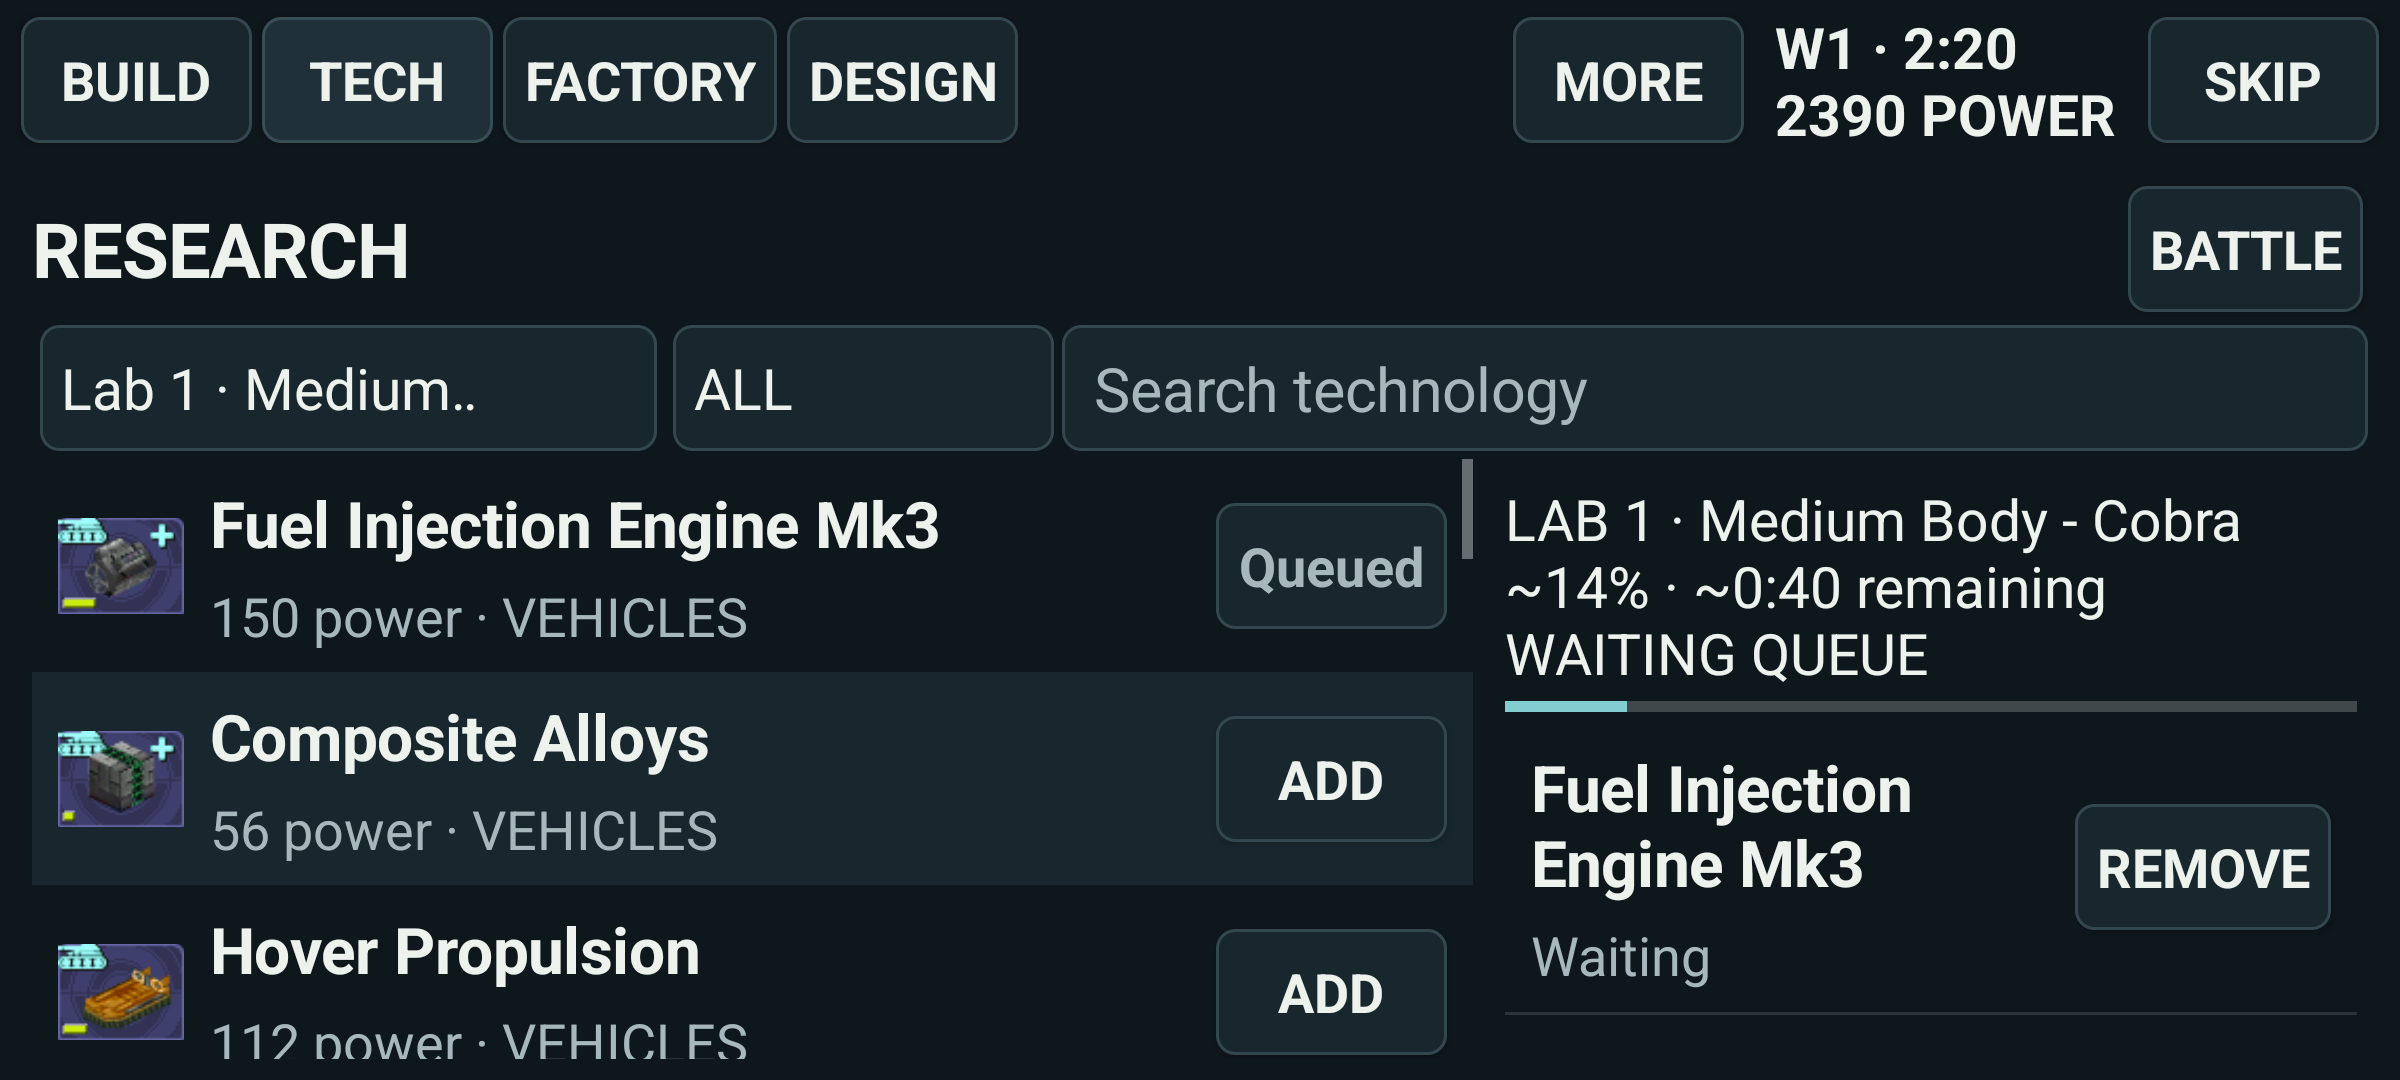 BUILD
TECH
FACTORY
DESIGN
MORE
W1 · 2:20
2390 POWER
SKIP
RESEARCH
BATTLE
Lab 1 · Medium..
ALL
Search technology
Fuel Injection Engine Mk3
150 power · VEHICLES
Queued
Composite Alloys
56 power · VEHICLES
ADD
Hover Propulsion
112 power · VEHICLES
ADD
LAB 1 · Medium Body - Cobra
~14% · ~0:40 remaining
WAITING QUEUE
Fuel Injection
Engine Mk3
Waiting
REMOVE